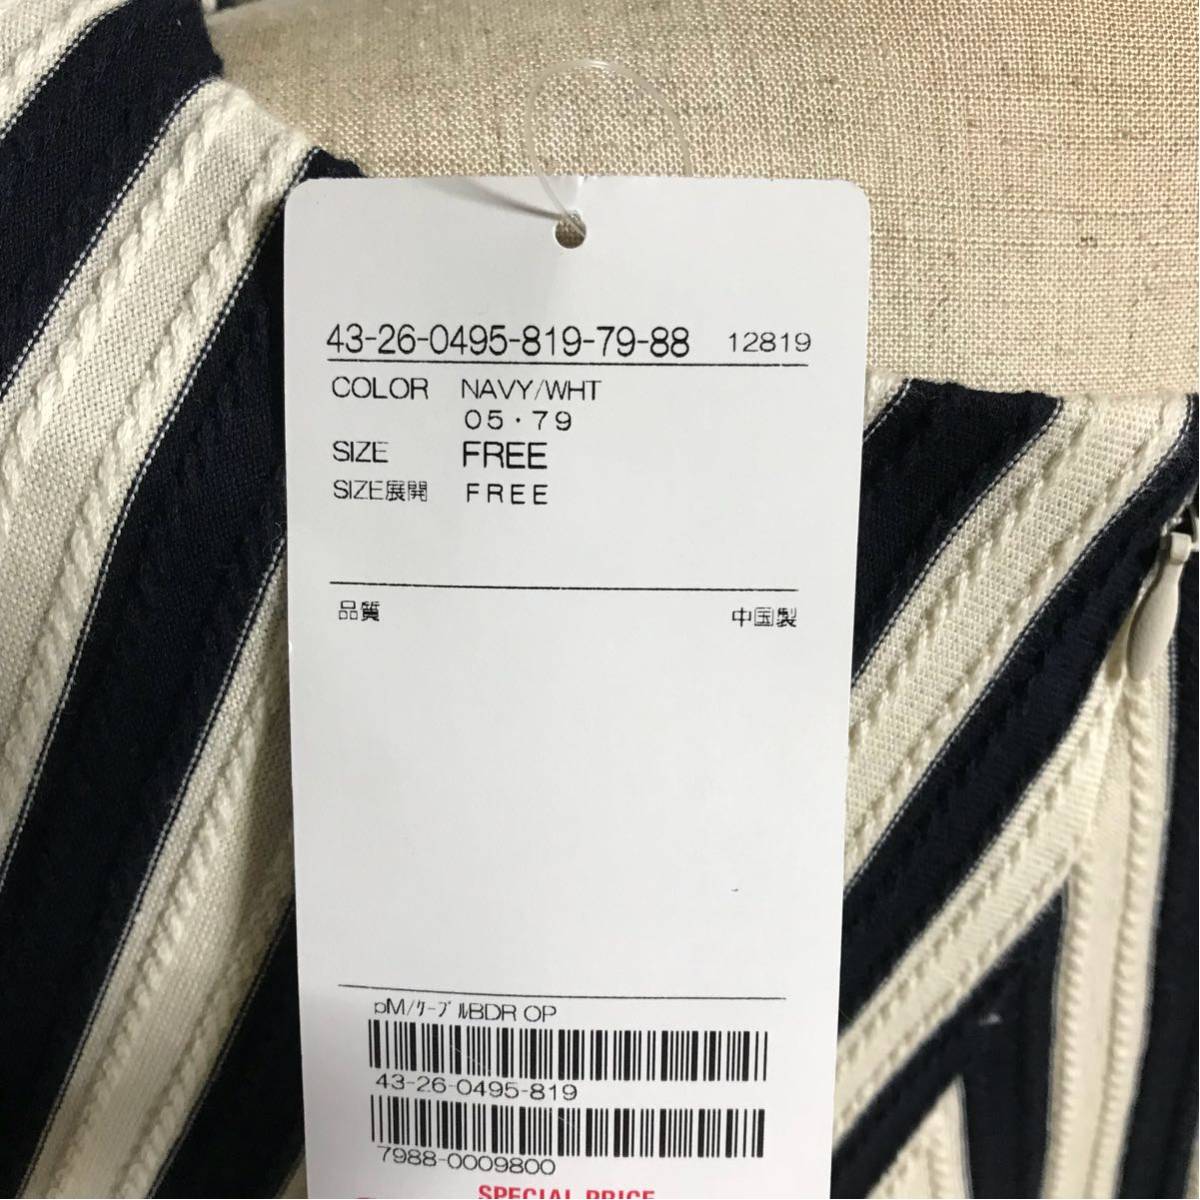 43-26-0495-819-79-88 12819
COLOR NAVY/WHT
05・79
SIZE FREE
SIZE展開 FREE
品質 中国製
pM/ケーブルBDR OP
43-26-0495-819
7988-0009800
SPECIAL PRICE